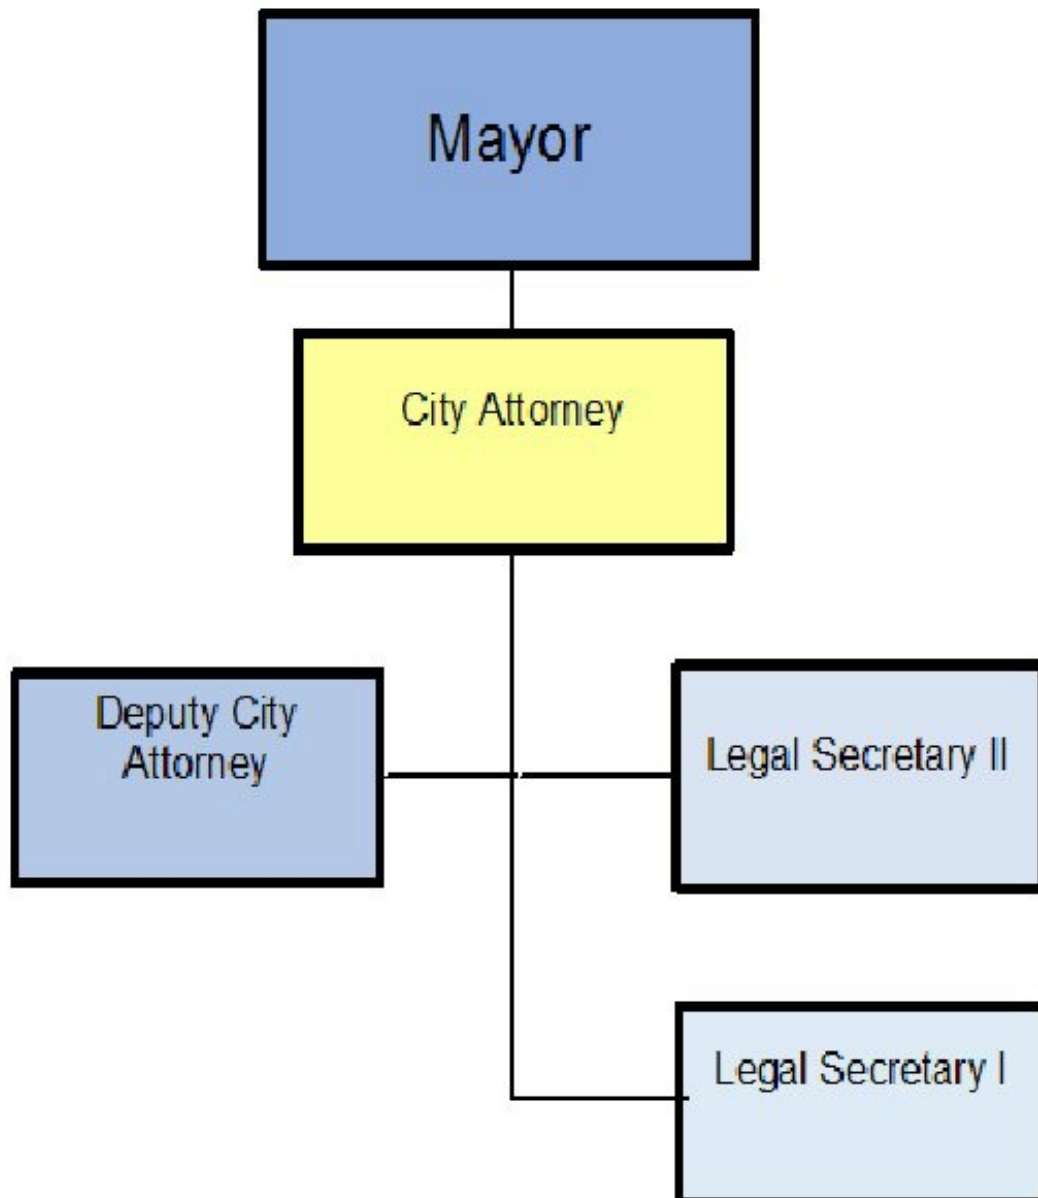 Mayor
City Attorney
Deputy City
Attorney
Legal Secretary II
Legal Secretary I